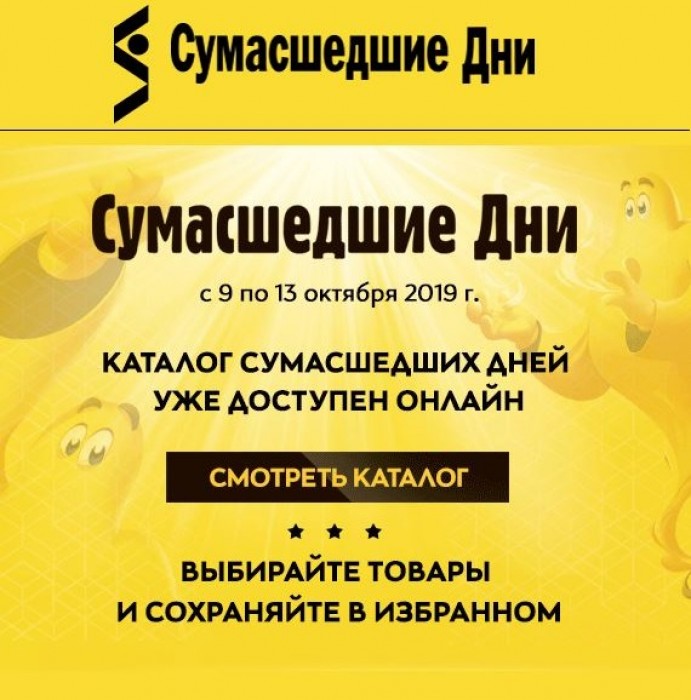 Сумасшедшие Дни
Сумасшедшие Дни
с 9 по 13 октября 2019 г.
КАТАЛОГ СУМАСШЕДШИХ ДНЕЙ
УЖЕ ДОСТУПЕН ОНЛАЙН
СМОТРЕТЬ КАТАЛОГ
ВЫБИРАЙТЕ ТОВАРЫ
И СОХРАНЯЙТЕ В ИЗБРАННОМ